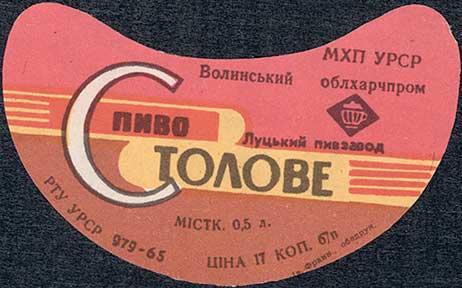 МХП УРСР
Волинський облхарчпром
ПИВО
Луцький пивзавод
СТОЛОВЕ
МІСТК. 0,5 л.
РТУ УРСР 979-65
ЦІНА 17 КОП. б/п